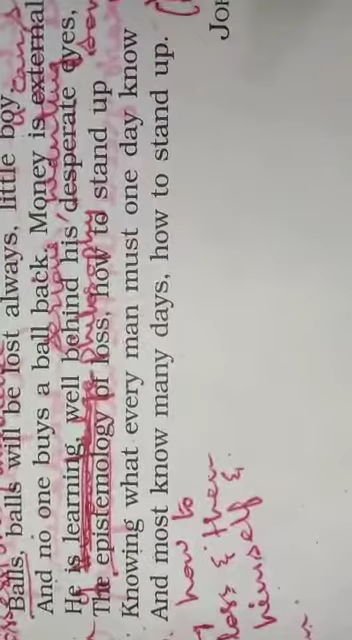 Balls, balls will be lost always, little boy,
And no one buys a ball back. Money is external
He is learning, well behind his desperate eyes,
The epistemology of loss, how to stand up
Knowing what every man must one day know
And most know many days, how to stand up.
how to
loss & then
himself &